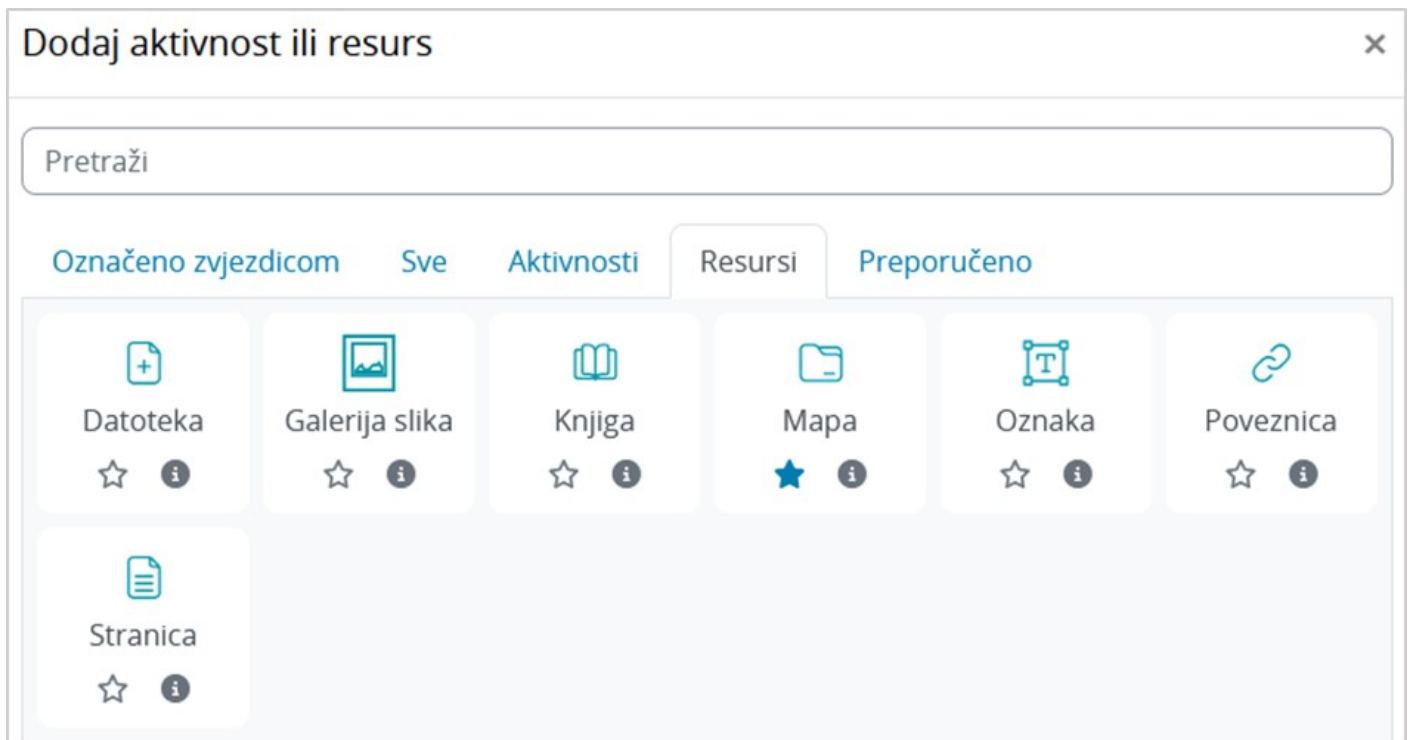 Dodaj aktivnost ili resurs
Pretraži
Označeno zvjezdicom Sve Aktivnosti Resursi Preporučeno
Datoteka Galerija slika Knjiga Mapa Oznaka Poveznica
Stranica